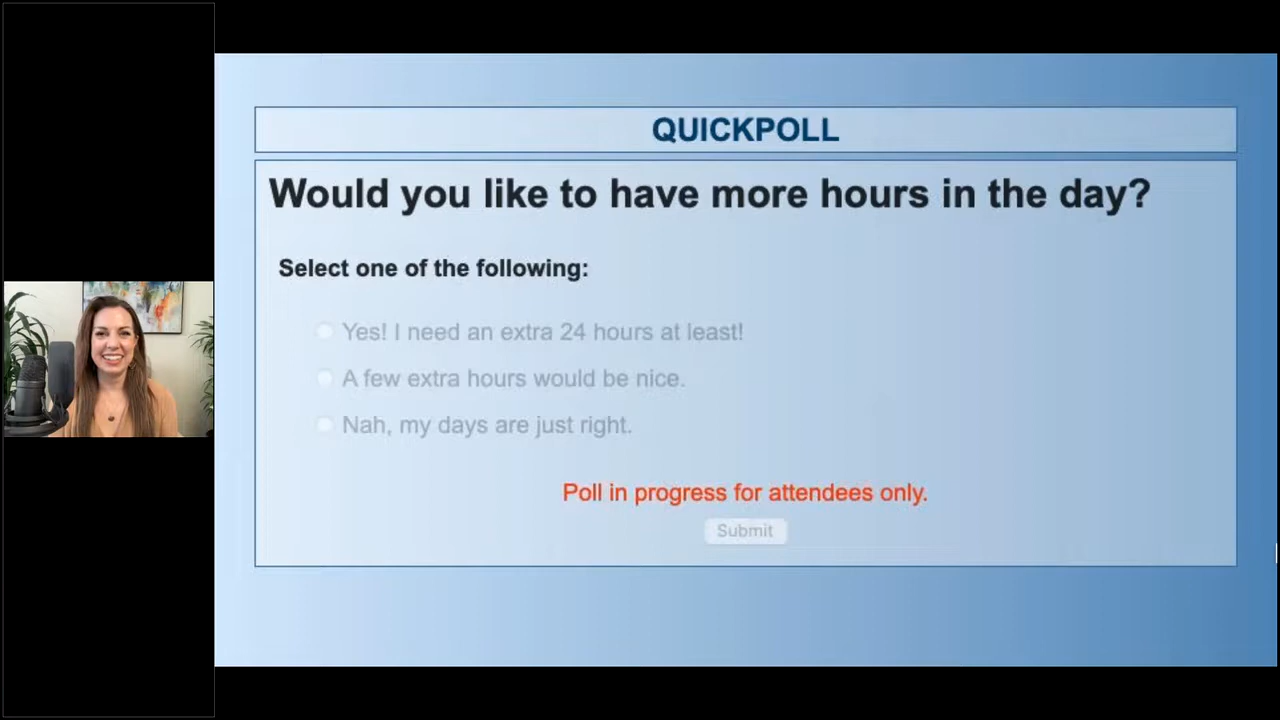 QUICKPOLL
Would you like to have more hours in the day?
Select one of the following:
Yes! I need an extra 24 hours at least!
A few extra hours would be nice.
Nah, my days are just right.
Poll in progress for attendees only.
Submit